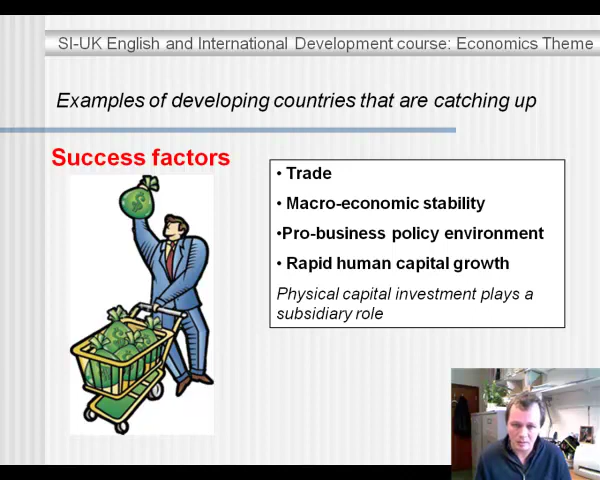 SI-UK English and International Development course: Economics Theme
Examples of developing countries that are catching up
Success factors
• Trade
• Macro-economic stability
•Pro-business policy environment
• Rapid human capital growth
Physical capital investment plays a
subsidiary role